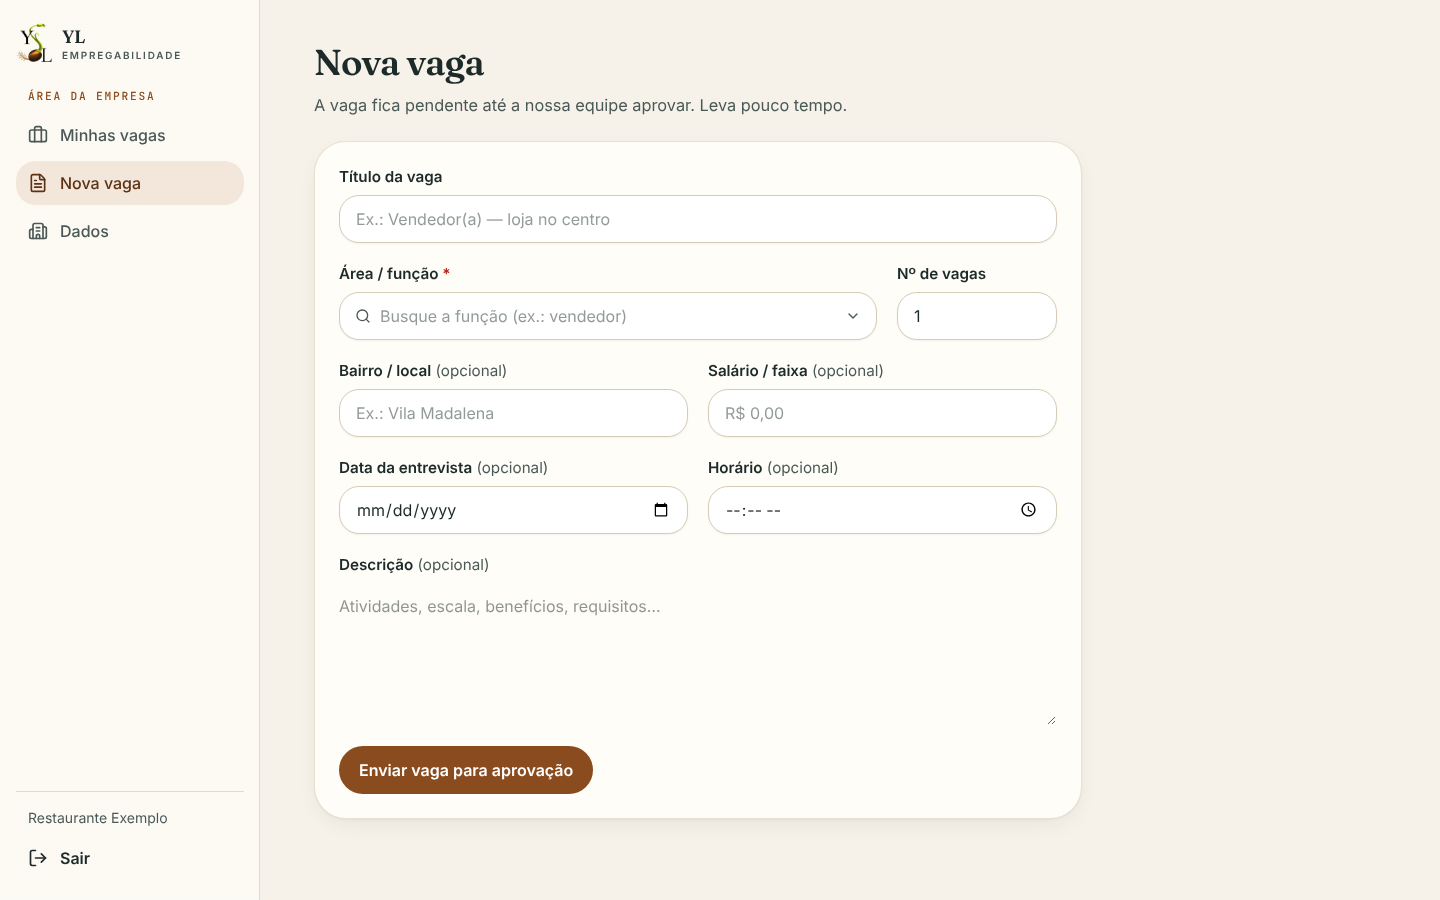 YL
YL
EMPREGABILIDADE
ÁREA DA EMPRESA
Minhas vagas
Nova vaga
Dados
Restaurante Exemplo
Sair
Nova vaga
A vaga fica pendente até a nossa equipe aprovar. Leva pouco tempo.
Título da vaga
Ex.: Vendedor(a) — loja no centro
Área / função * Nº de vagas
Busque a função (ex.: vendedor) 1
Bairro / local (opcional) Salário / faixa (opcional)
Ex.: Vila Madalena R$ 0,00
Data da entrevista (opcional) Horário (opcional)
mm/dd/yyyy --:-- --
Descrição (opcional)
Atividades, escala, benefícios, requisitos...
Enviar vaga para aprovação